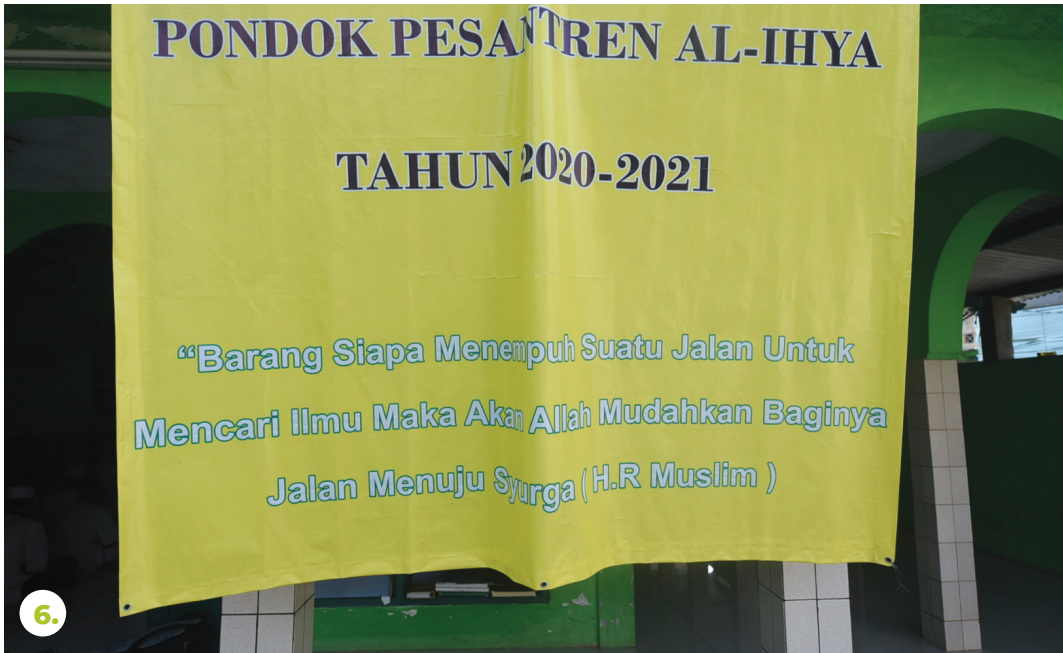 PONDOK PESANTREN AL-IHYA
TAHUN 2020-2021
“Barang Siapa Menempuh Suatu Jalan Untuk
Mencari Ilmu Maka Akan Allah Mudahkan Baginya
Jalan Menuju Syurga ( H.R Muslim )
6.